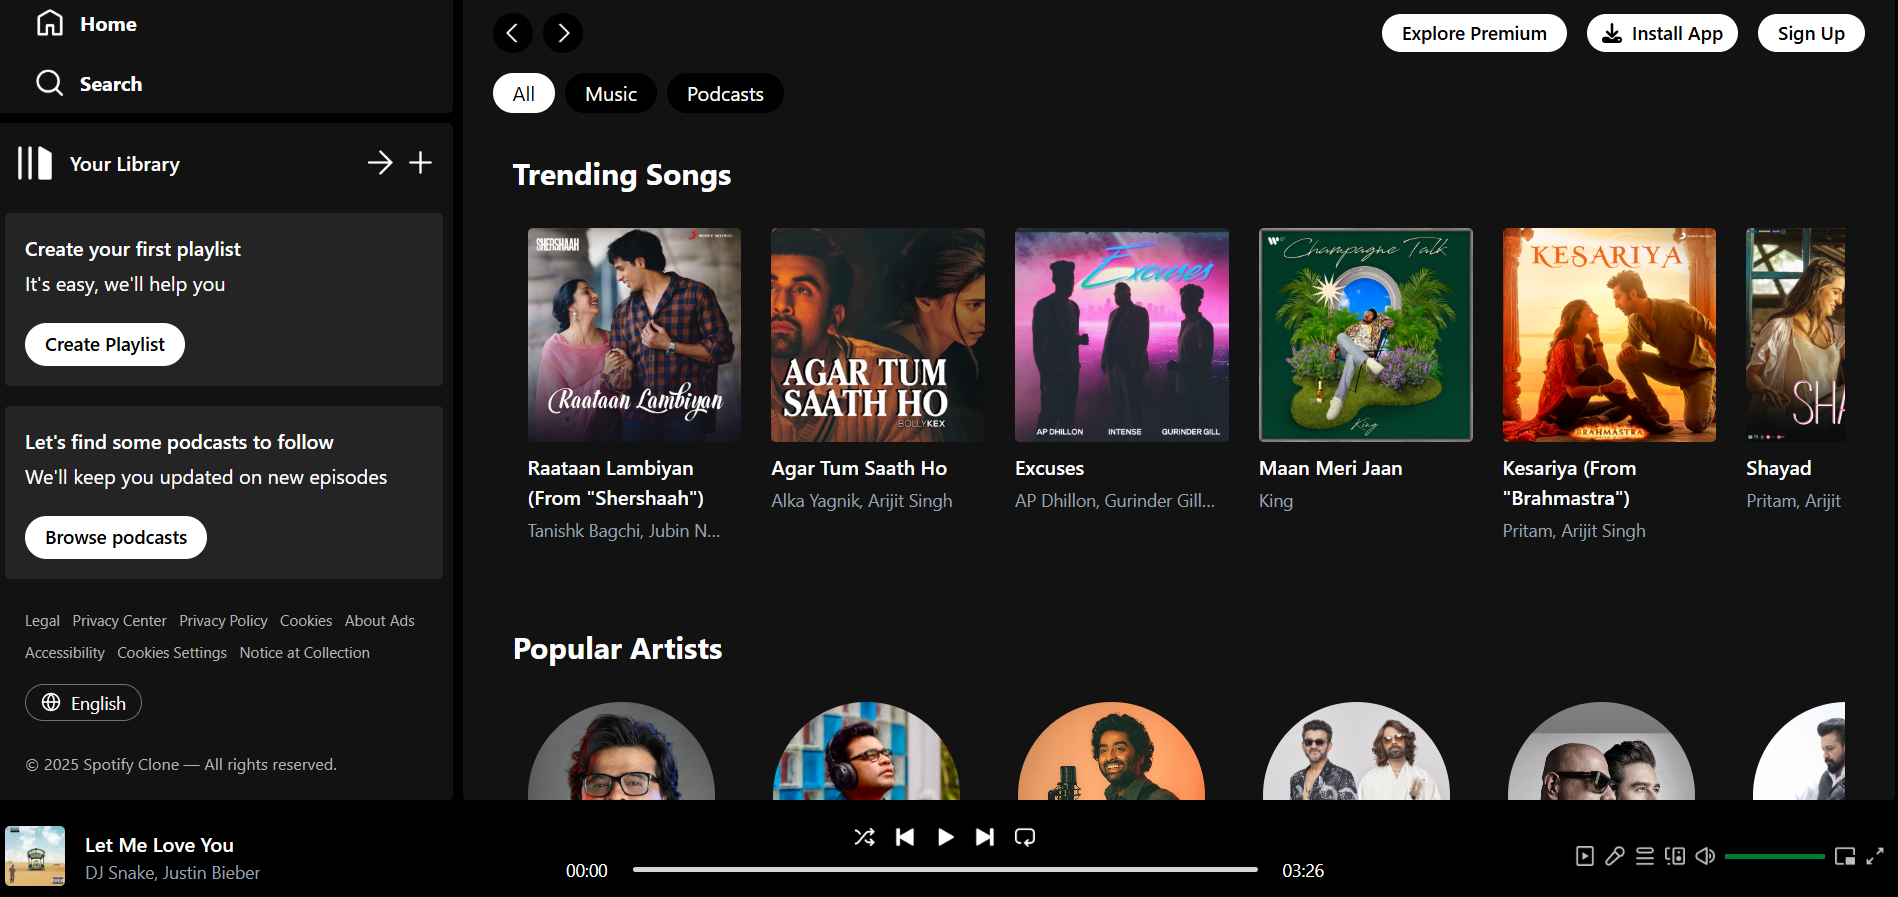 Home
Search
Your Library
Create your first playlist
It's easy, we'll help you
Create Playlist
Let's find some podcasts to follow
We'll keep you updated on new episodes
Browse podcasts
Legal Privacy Center Privacy Policy Cookies About Ads
Accessibility Cookies Settings Notice at Collection
English
© 2025 Spotify Clone — All rights reserved.
Explore Premium
Install App
Sign Up
All
Music
Podcasts
Trending Songs
SHERSHAAH
Raataan Lambiyan
Raataan Lambiyan
(From "Shershaah")
Tanishk Bagchi, Jubin N...
AGAR TUM
SAATH HO
BOLLYKEX
Agar Tum Saath Ho
Alka Yagnik, Arijit Singh
Excuses
AP DHILLON INTENSE GURINDER GILL
Excuses
AP Dhillon, Gurinder Gill...
Champagne Talk
King
Maan Meri Jaan
King
KESARIYA
BRAHMASTRA
Kesariya (From
"Brahmastra")
Pritam, Arijit Singh
SHA
Shayad
Pritam, Arijit
Popular Artists
Let Me Love You
DJ Snake, Justin Bieber
00:00
03:26